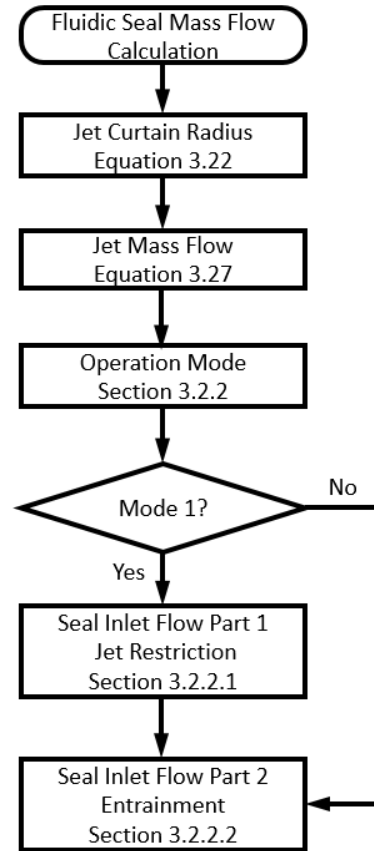 Fluidic Seal Mass Flow
Calculation
Jet Curtain Radius
Equation 3.22
Jet Mass Flow
Equation 3.27
Operation Mode
Section 3.2.2
Mode 1?
No
Yes
Seal Inlet Flow Part 1
Jet Restriction
Section 3.2.2.1
Seal Inlet Flow Part 2
Entrainment
Section 3.2.2.2